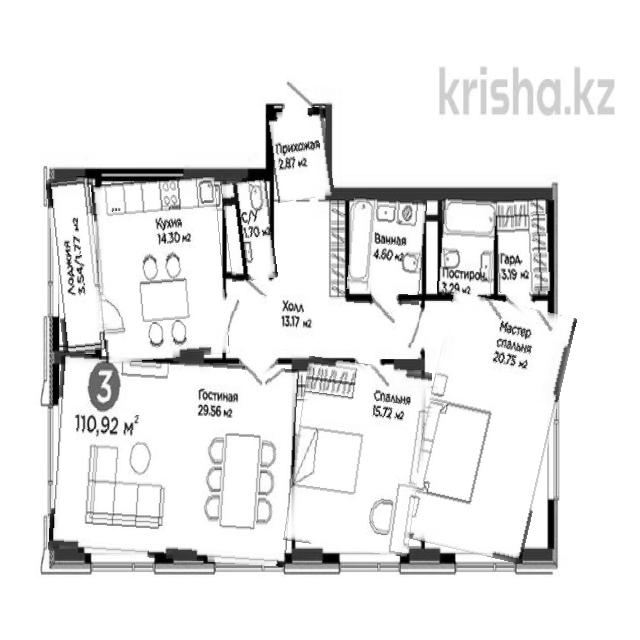 krisha.kz
Прихожая
2.87 м2
Кухня
14.30 м2
С/У
1.70 м2
Лоджия
3.54/1.77 м2
Ванная
4.60 м2
Постироч.
3.29 м2
Гард.
3.19 м2
Холл
13.17 м2
Мастер
спальня
20.75 м2
3
110,92 м²
Гостиная
29.56 м2
Спальня
15.72 м2